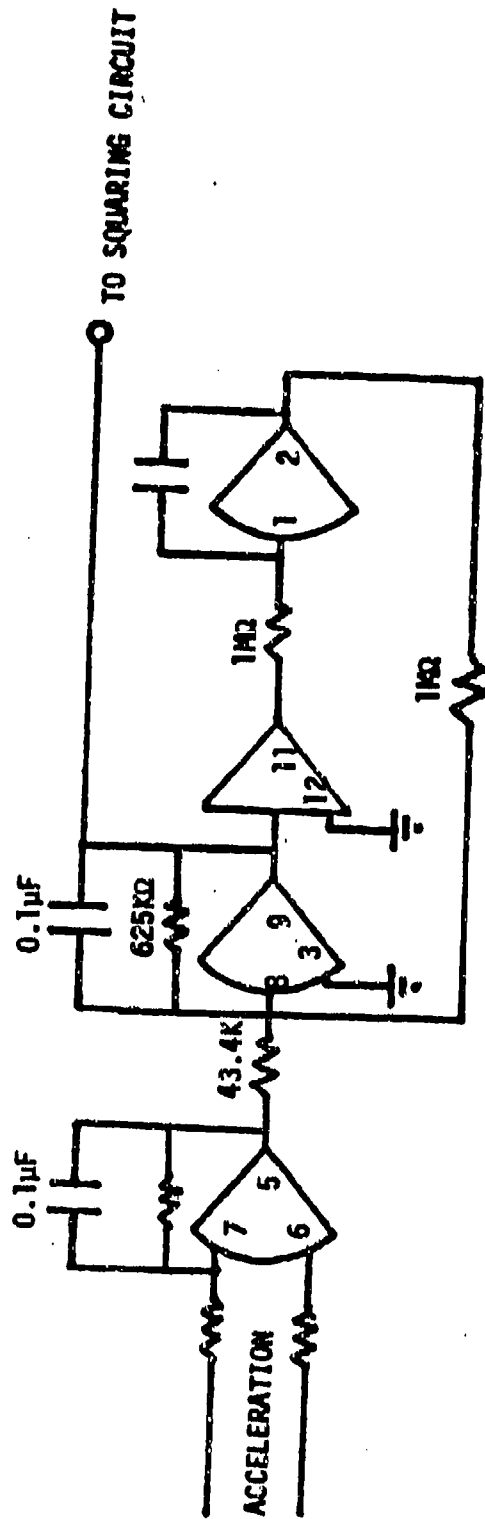 TO SQUARING CIRCUIT
0.1µF
625KΩ
0.1µF
43.4K
1MΩ
1MΩ
ACCELERATION
7
5
6
8
9
3
11
12
1
2